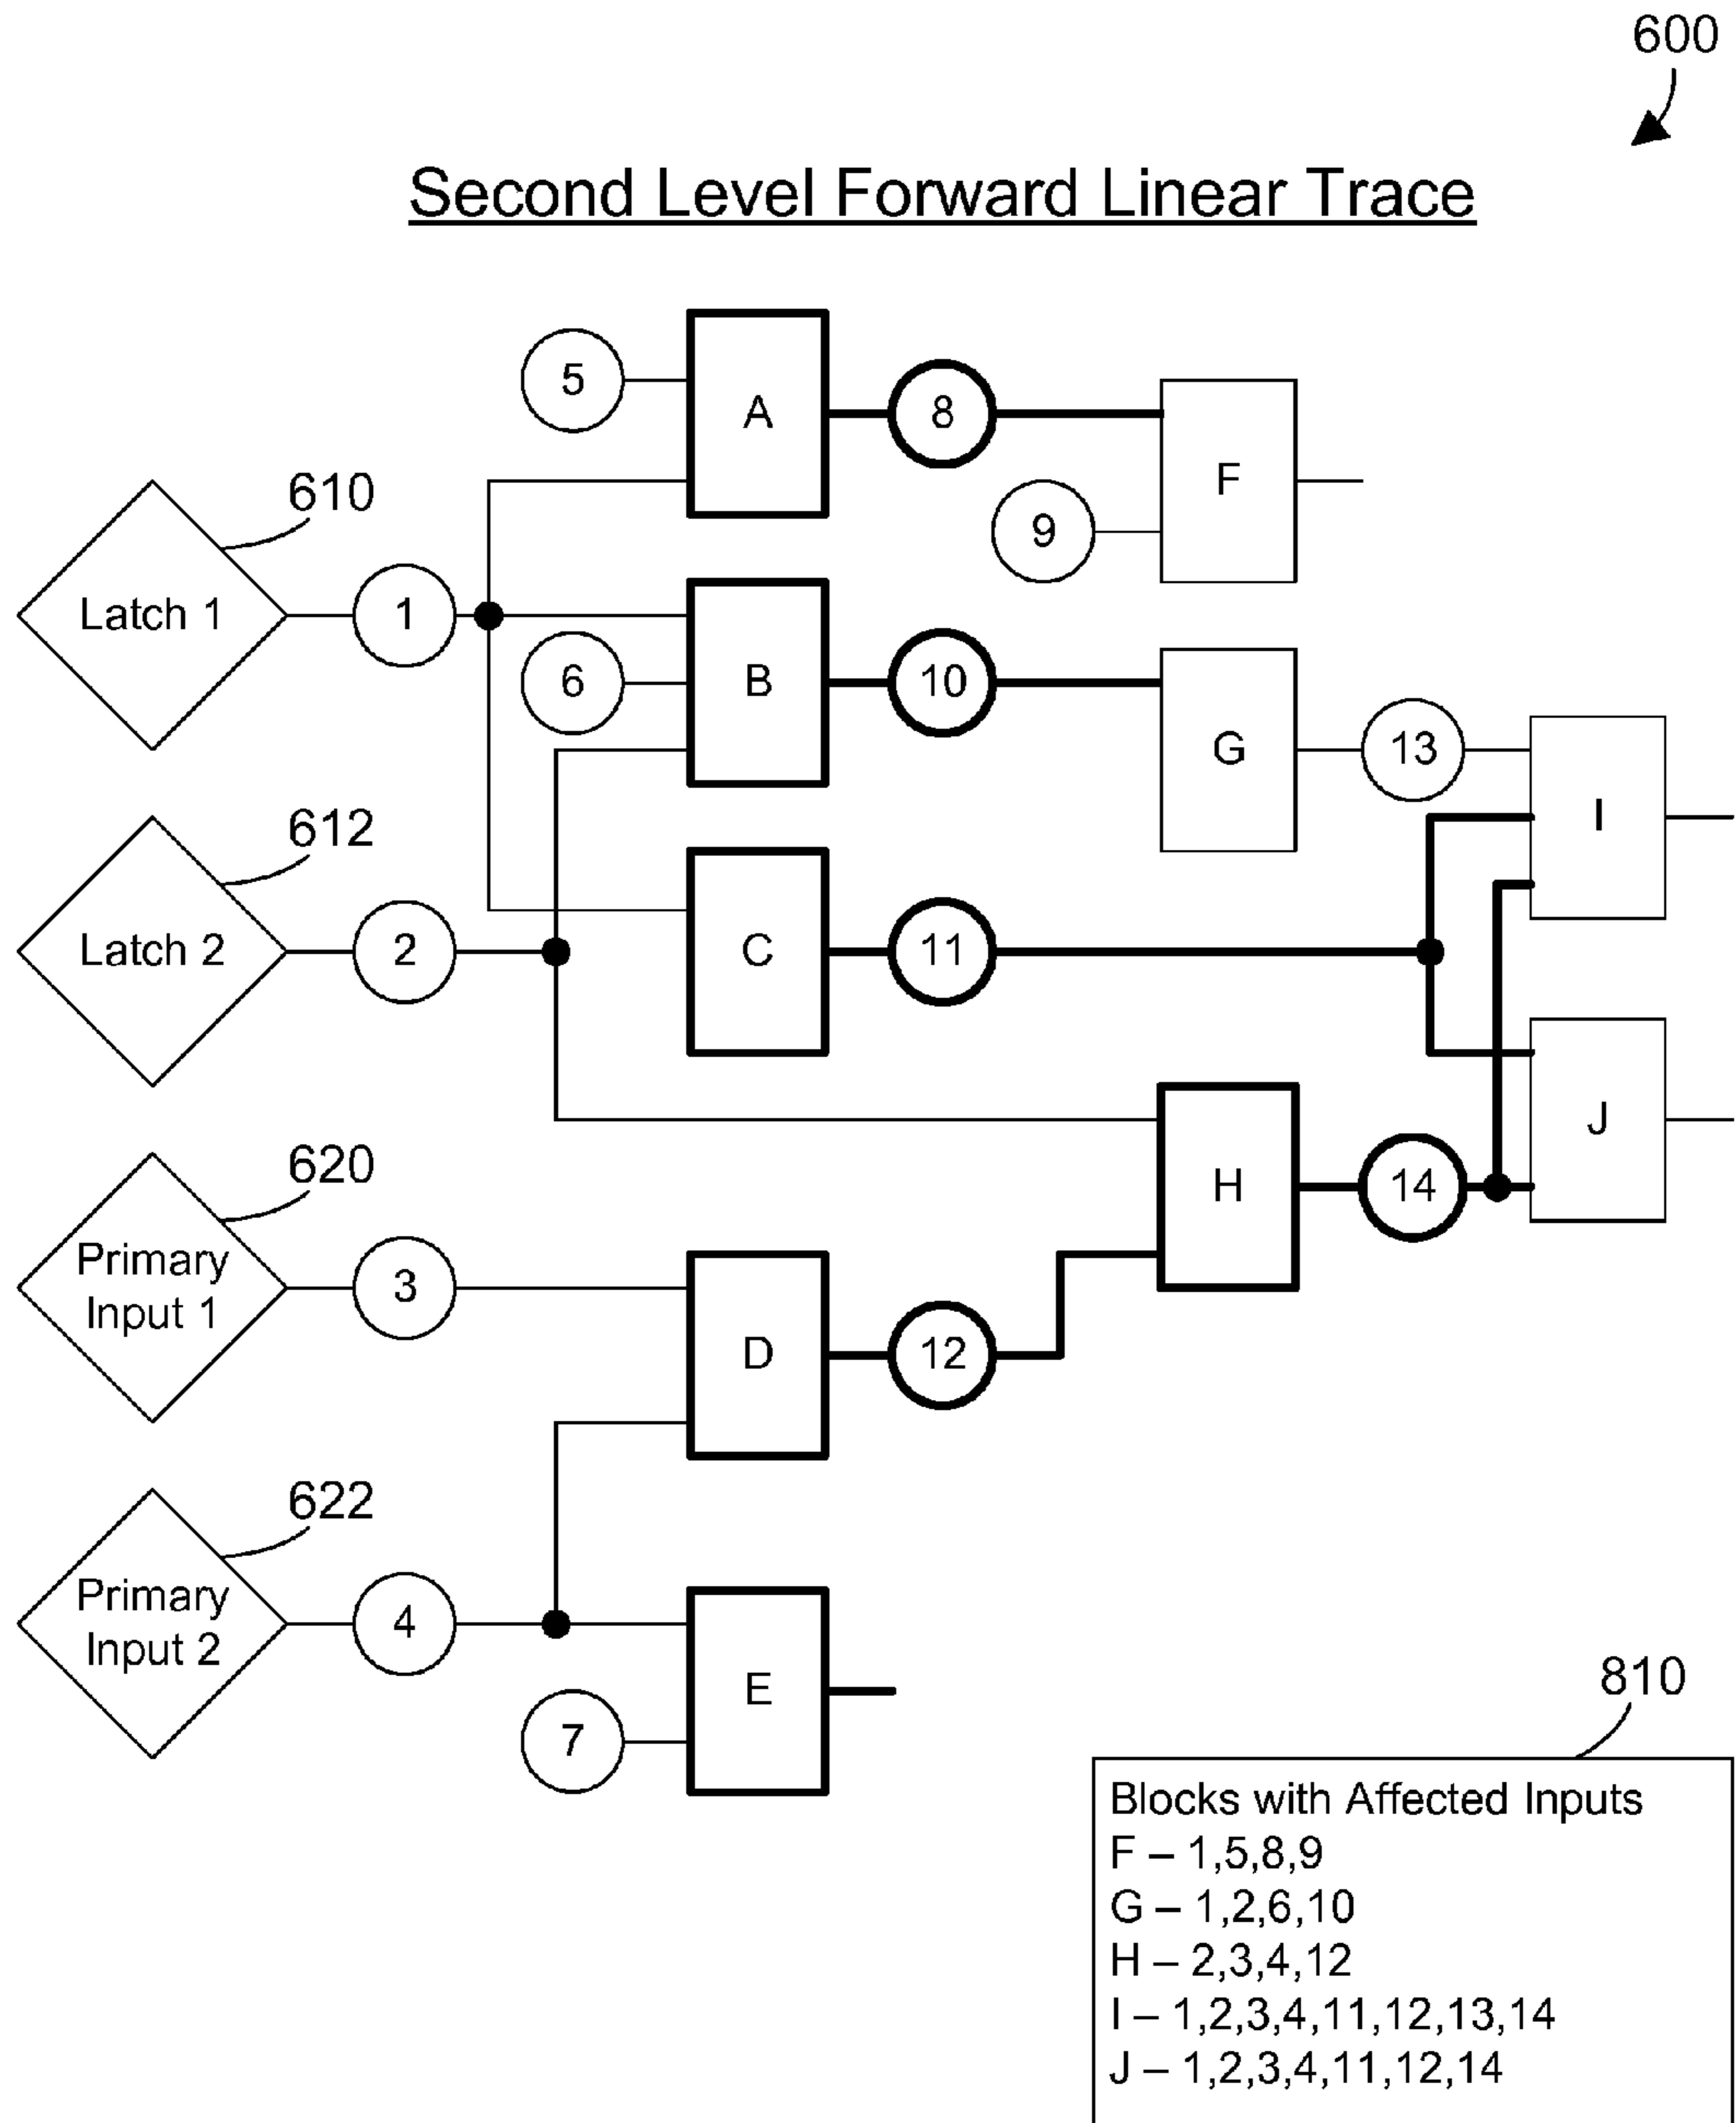 600
Second Level Forward Linear Trace
5
A
8
F
9
610
Latch 1
1
6
B
10
G
13
I
612
Latch 2
2
C
11
J
620
Primary
Input 1
3
H
14
D
12
622
Primary
Input 2
4
E
7
810
Blocks with Affected Inputs
F – 1,5,8,9
G – 1,2,6,10
H – 2,3,4,12
I – 1,2,3,4,11,12,13,14
J – 1,2,3,4,11,12,14